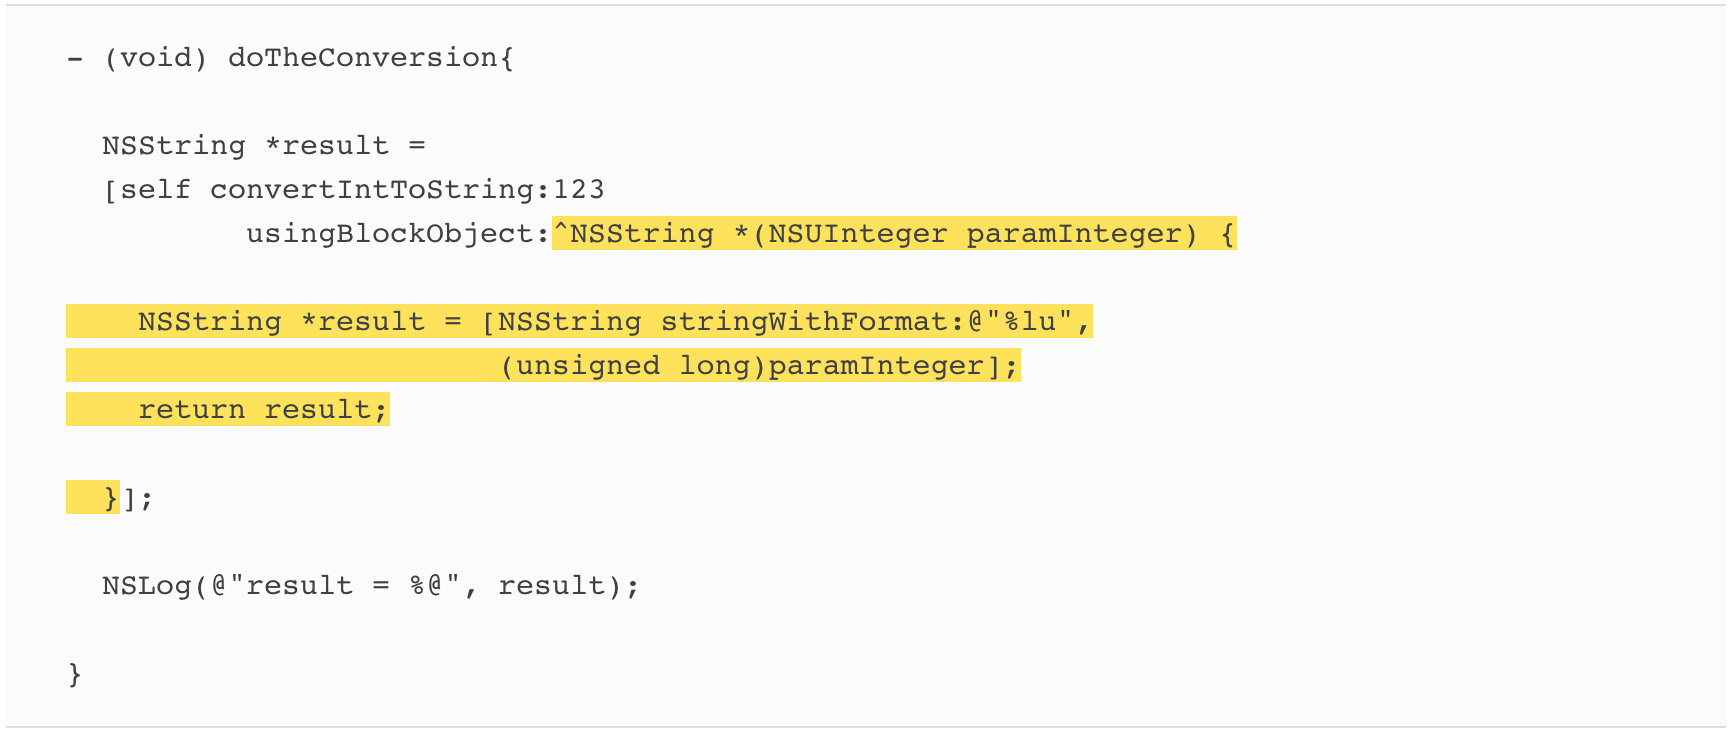 - (void) doTheConversion{
NSString *result =
[self convertIntToString:123
usingBlockObject:^NSString *(NSUInteger paramInteger) {
NSString *result = [NSString stringWithFormat:@"%lu",
(unsigned long)paramInteger];
return result;
}];
NSLog(@"result = %@", result);
}